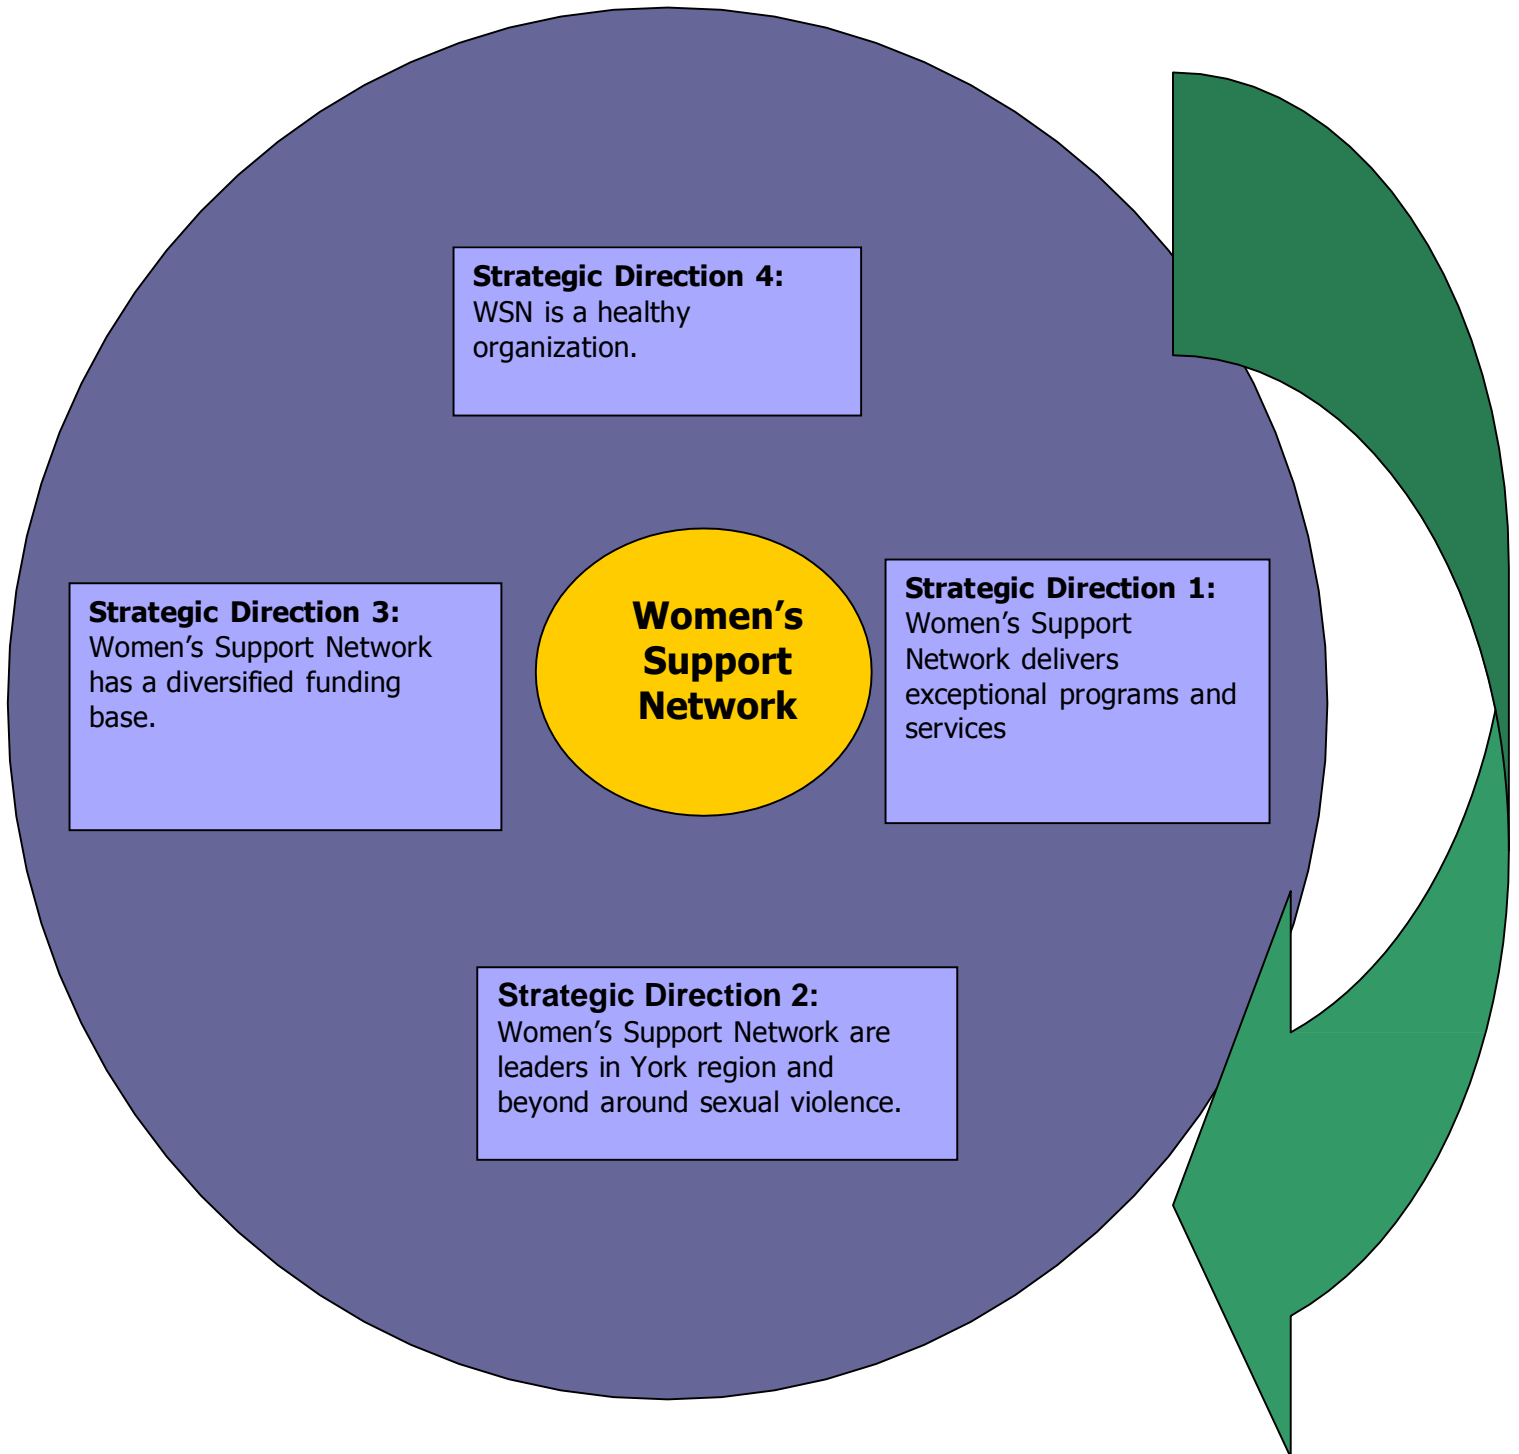 Strategic Direction 4:
WSN is a healthy
organization.
Strategic Direction 3:
Women’s Support Network
has a diversified funding
base.
Women’s
Support
Network
Strategic Direction 1:
Women’s Support
Network delivers
exceptional programs and
services
Strategic Direction 2:
Women’s Support Network are
leaders in York region and
beyond around sexual violence.